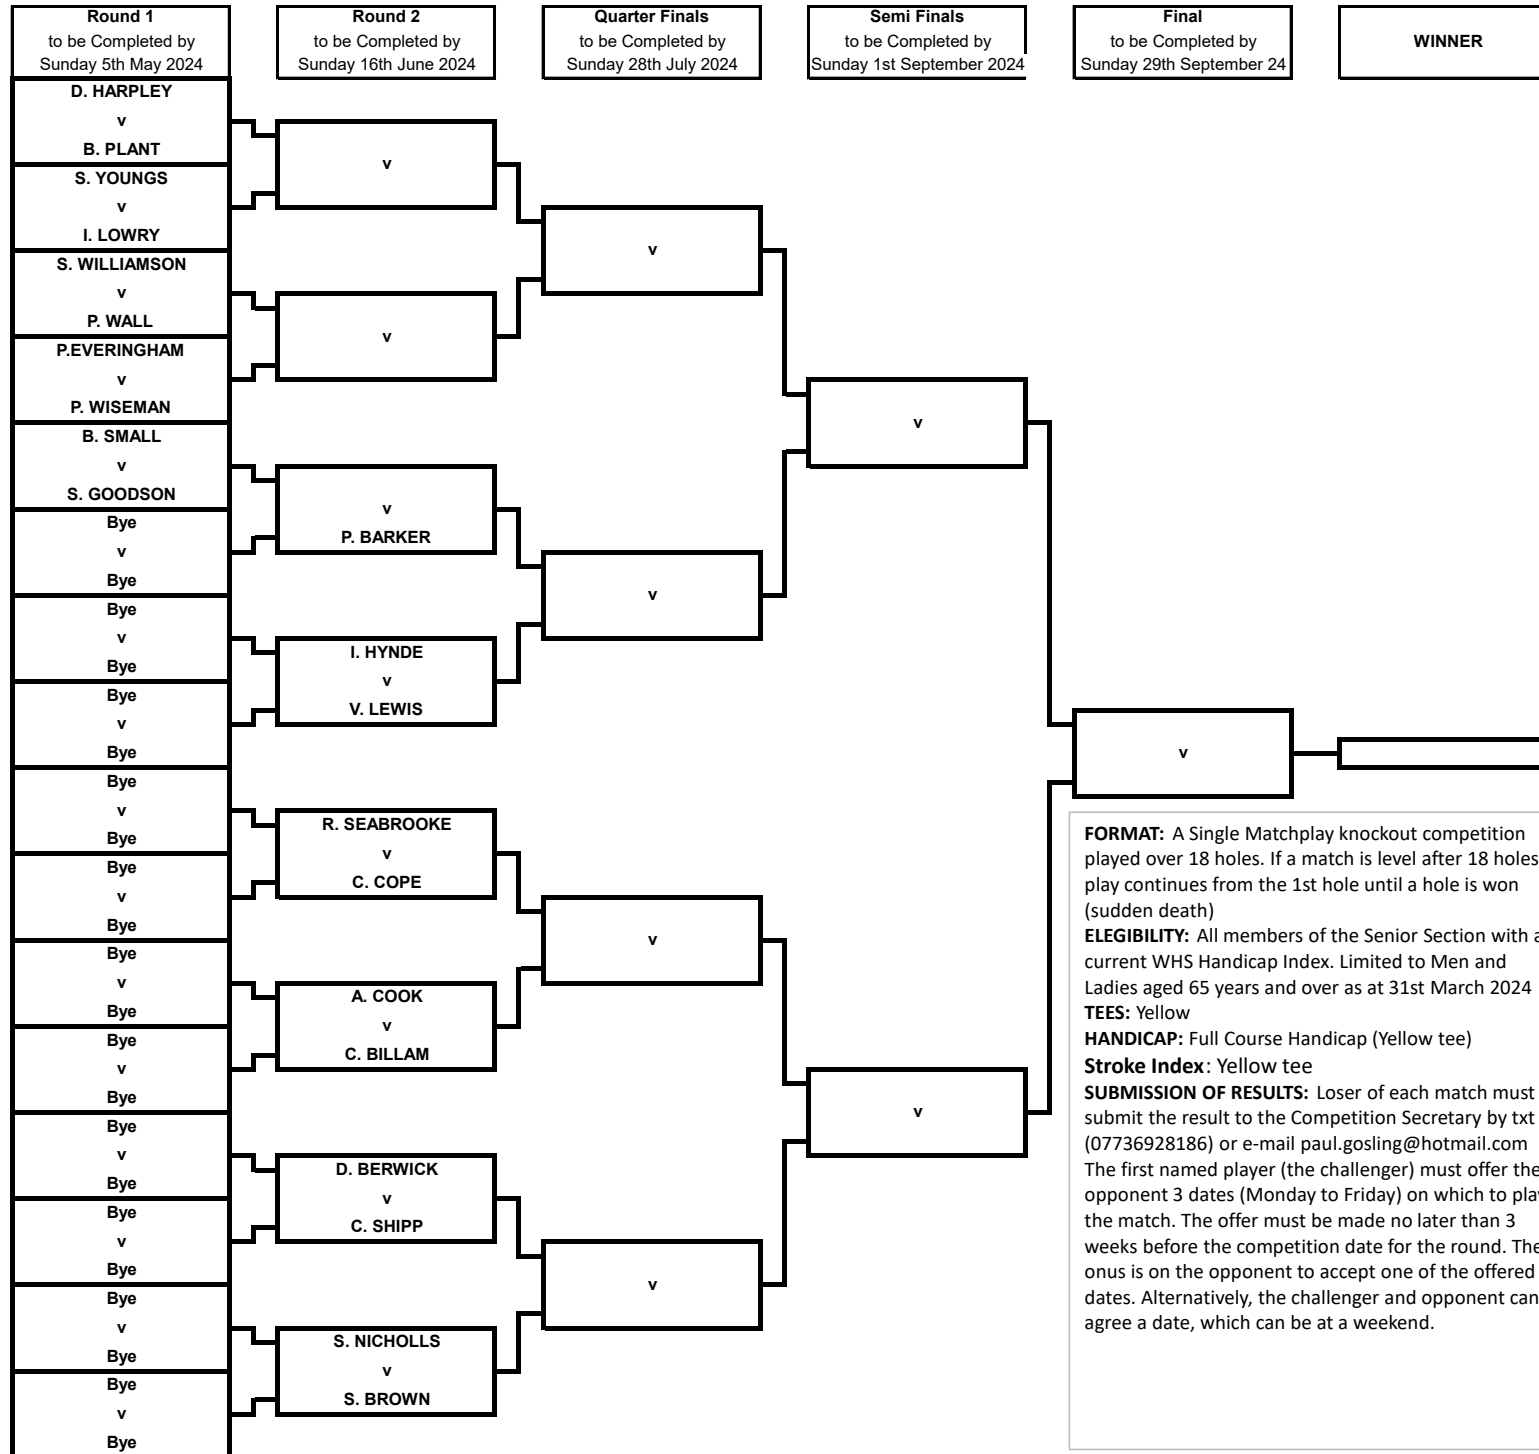 Round 1
to be Completed by
Sunday 5th May 2024
Round 2
to be Completed by
Sunday 16th June 2024
Quarter Finals
to be Completed by
Sunday 28th July 2024
Semi Finals
to be Completed by
Sunday 1st September 2024
Final
to be Completed by
Sunday 29th September 24
WINNER
D. HARPLEY
v
B. PLANT
S. YOUNGS
v
I. LOWRY
S. WILLIAMSON
v
P. WALL
P.EVERINGHAM
v
P. WISEMAN
B. SMALL
v
S. GOODSON
Bye
v
Bye
Bye
v
Bye
Bye
v
Bye
Bye
v
Bye
Bye
v
Bye
Bye
v
Bye
Bye
v
Bye
Bye
v
Bye
Bye
v
Bye
Bye
v
Bye
Bye
v
Bye
v
v
v
P. BARKER
I. HYNDE
v
V. LEWIS
R. SEABROOKE
v
C. COPE
A. COOK
v
C. BILLAM
D. BERWICK
v
C. SHIPP
S. NICHOLLS
v
S. BROWN
v
v
v
v
v
v
v
FORMAT: A Single Matchplay knockout competition
played over 18 holes. If a match is level after 18 holes
play continues from the 1st hole until a hole is won
(sudden death)
ELEGIBILITY: All members of the Senior Section with a
current WHS Handicap Index. Limited to Men and
Ladies aged 65 years and over as at 31st March 2024
TEES: Yellow
HANDICAP: Full Course Handicap (Yellow tee)
Stroke Index: Yellow tee
SUBMISSION OF RESULTS: Loser of each match must
submit the result to the Competition Secretary by txt
(07736928186) or e-mail paul.gosling@hotmail.com
The first named player (the challenger) must offer the
opponent 3 dates (Monday to Friday) on which to play
the match. The offer must be made no later than 3
weeks before the competition date for the round. The
onus is on the opponent to accept one of the offered
dates. Alternatively, the challenger and opponent can
agree a date, which can be at a weekend.